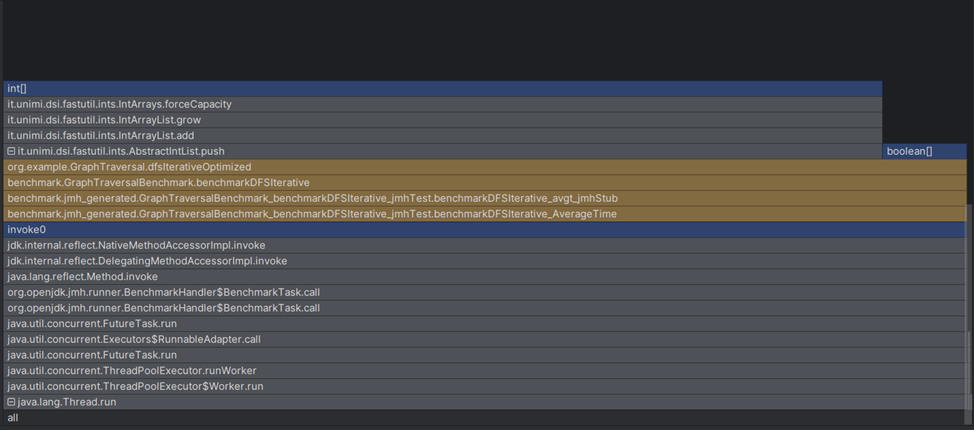 int[]
it.unimi.dsi.fastutil.ints.IntArrays.forceCapacity
it.unimi.dsi.fastutil.ints.IntArrayList.grow
it.unimi.dsi.fastutil.ints.IntArrayList.add
it.unimi.dsi.fastutil.ints.AbstractIntList.push
boolean[]
org.example.GraphTraversal.dfsIterativeOptimized
benchmark.GraphTraversalBenchmark.benchmarkDFSIterative
benchmark.jmh_generated.GraphTraversalBenchmark_benchmarkDFSIterative_jmhTest.benchmarkDFSIterative_avgt_jmhStub
benchmark.jmh_generated.GraphTraversalBenchmark_benchmarkDFSIterative_jmhTest.benchmarkDFSIterative_AverageTime
invoke0
jdk.internal.reflect.NativeMethodAccessorImpl.invoke
jdk.internal.reflect.DelegatingMethodAccessorImpl.invoke
java.lang.reflect.Method.invoke
org.openjdk.jmh.runner.BenchmarkHandler$BenchmarkTask.call
org.openjdk.jmh.runner.BenchmarkHandler$BenchmarkTask.call
java.util.concurrent.FutureTask.run
java.util.concurrent.Executors$RunnableAdapter.call
java.util.concurrent.FutureTask.run
java.util.concurrent.ThreadPoolExecutor.runWorker
java.util.concurrent.ThreadPoolExecutor$Worker.run
java.lang.Thread.run
all